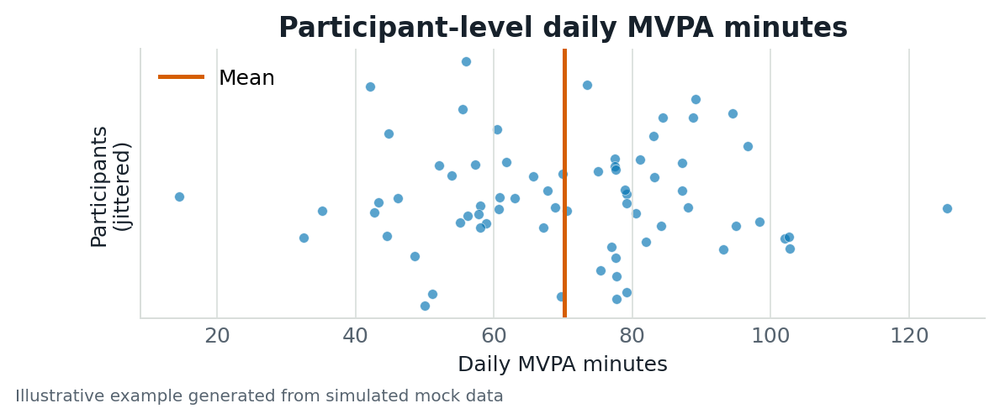 Participant-level daily MVPA minutes
Mean
Participants
(jittered)
20 40 60 80 100 120
Daily MVPA minutes
Illustrative example generated from simulated mock data